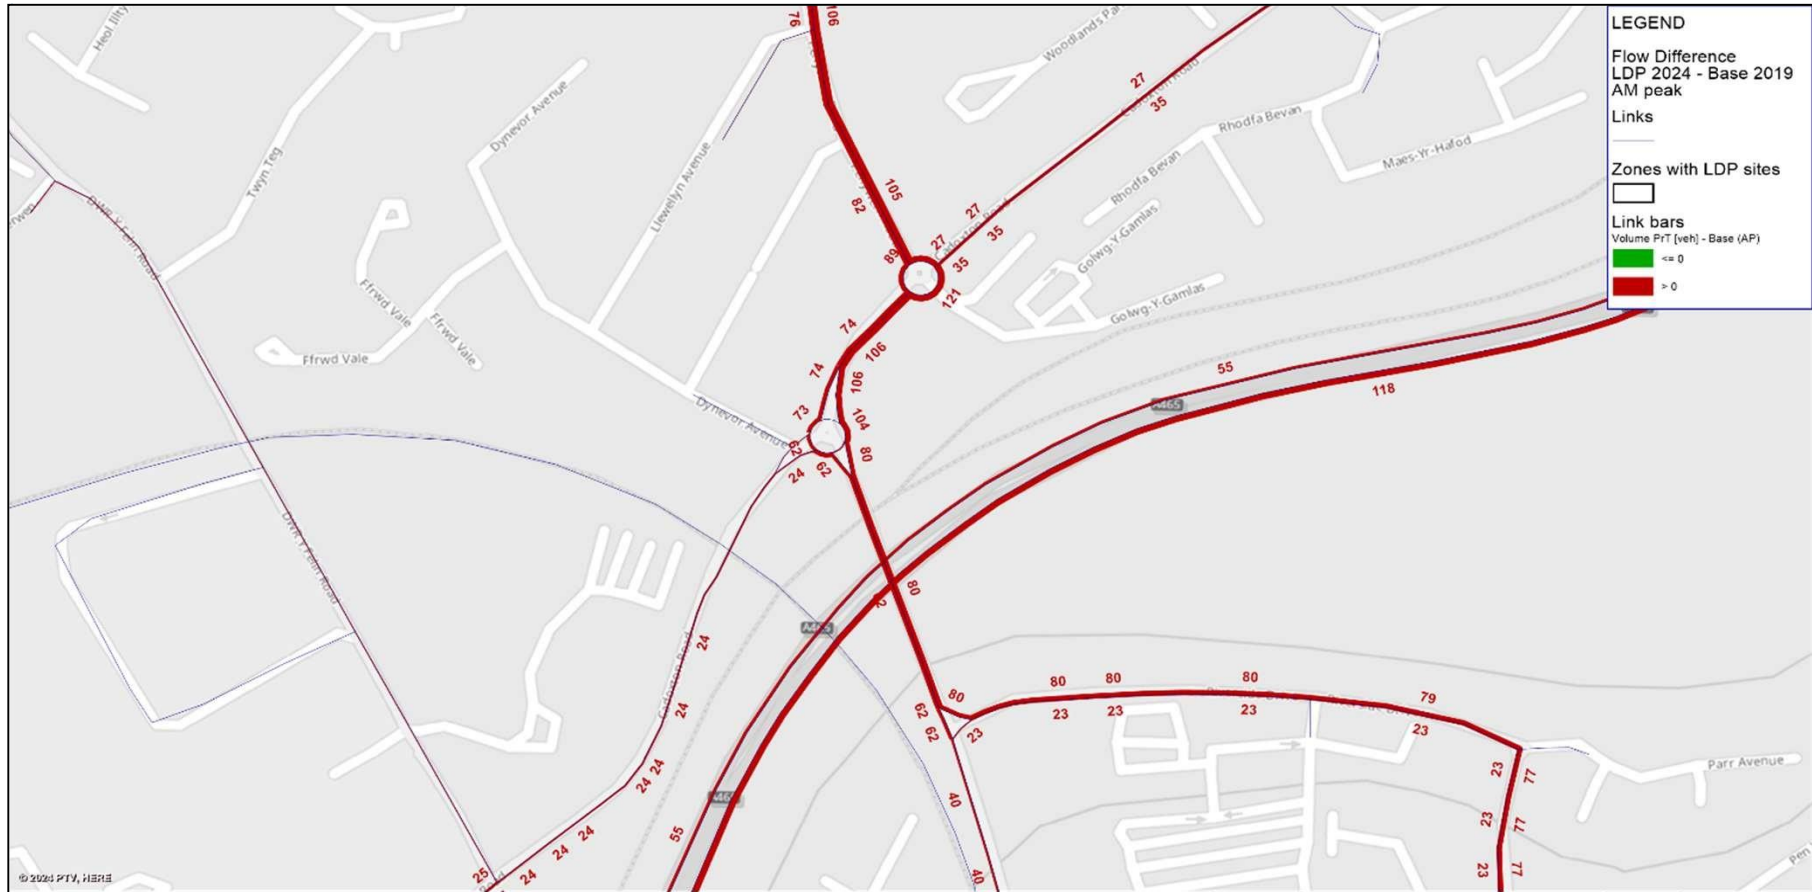 LEGEND
Flow Difference
LDP 2024 - Base 2019
AM peak
Links
Zones with LDP sites
Link bars
Volume PrT [veh] - Base (AP)
<= 0
> 0
76
106
Woodlands
Dynevor Avenue
27
35
Rhodfa Bevan
Maes-Yr-Hafod
Twyn Teg
Llewellyn Avenue
105
82
Rhodfa Bevan
27
35
Cadoxton Road
DWR Y Felin Road
27
35
89
121
Golwg-Y-Gamlas
Golwg-Y-Gamlas
Ffrwd Vale
Ffrwd Vale
Ffrwd Vale
74
106
74
106
55
118
A465
73
104
Dynevor Avenue
62
62
80
24
DWR Y Felin Road
80
A465
24
Cadoxton Road
24
80
80
80
80
79
62
62
23
23
23
23
23
24
24
23
77
Parr Avenue
A465
40
55
24
24
23
77
25
24
40
23
77
© 2024 PTV, HERE